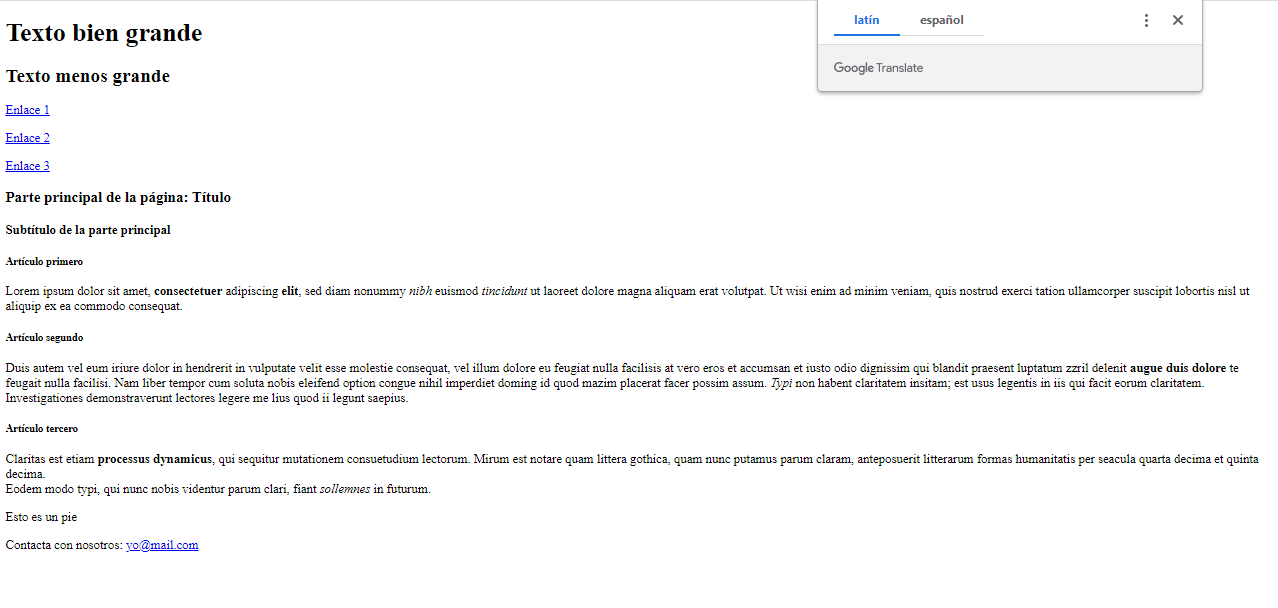 Texto bien grande
latín
español
Google Translate
Texto menos grande
Enlace 1
Enlace 2
Enlace 3
Parte principal de la página: Título
Subtítulo de la parte principal
Artículo primero
Lorem ipsum dolor sit amet, consectetuer adipiscing elit, sed diam nonummy nibh euismod tincidunt ut laoreet dolore magna aliquam erat volutpat. Ut wisi enim ad minim veniam, quis nostrud exerci tation ullamcorper suscipit lobortis nisl ut
aliquip ex ea commodo consequat.
Artículo segundo
Duis autem vel eum iriure dolor in hendrerit in vulputate velit esse molestie consequat, vel illum dolore eu feugiat nulla facilisis at vero eros et accumsan et iusto odio dignissim qui blandit praesent luptatum zzril delenit augue duis dolore te
feugait nulla facilisi. Nam liber tempor cum soluta nobis eleifend option congue nihil imperdiet doming id quod mazim placerat facer possim assum. Typi non habent claritatem insitam; est usus legentis in iis qui facit eorum claritatem.
Investigationes demonstraverunt lectores legere me lius quod ii legunt saepius.
Artículo tercero
Claritas est etiam processus dynamicus, qui sequitur mutationem consuetudium lectorum. Mirum est notare quam littera gothica, quam nunc putamus parum claram, anteposuerit litterarum formas humanitatis per seacula quarta decima et quinta
decima.
Eodem modo typi, qui nunc nobis videntur parum clari, fiant sollemnes in futurum.
Esto es un pie
Contacta con nosotros: yo@mail.com